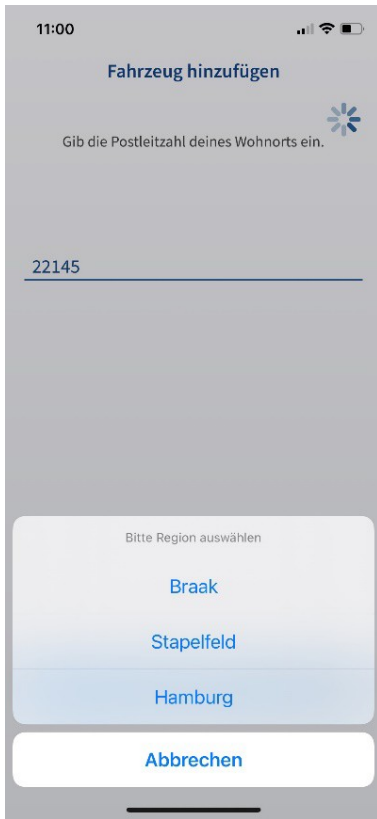 11:00
Fahrzeug hinzufügen
Gib die Postleitzahl deines Wohnorts ein.
22145
Bitte Region auswählen
Braak
Stapelfeld
Hamburg
Abbrechen